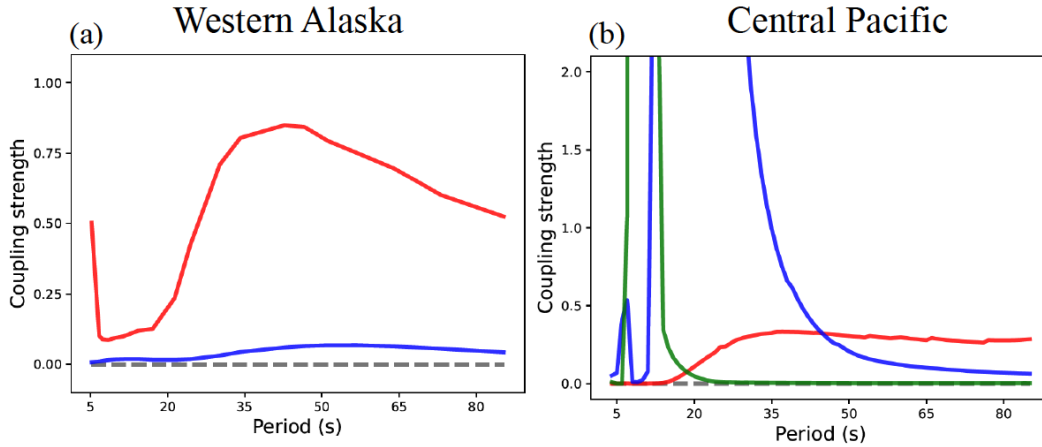 Western Alaska
(a)
1.00
0.75
0.50
0.25
0.00
Coupling strength
5 20 35 50 65 80
Period (s)
Central Pacific
(b)
2.0
1.5
1.0
0.5
0.0
Coupling strength
5 20 35 50 65 80
Period (s)